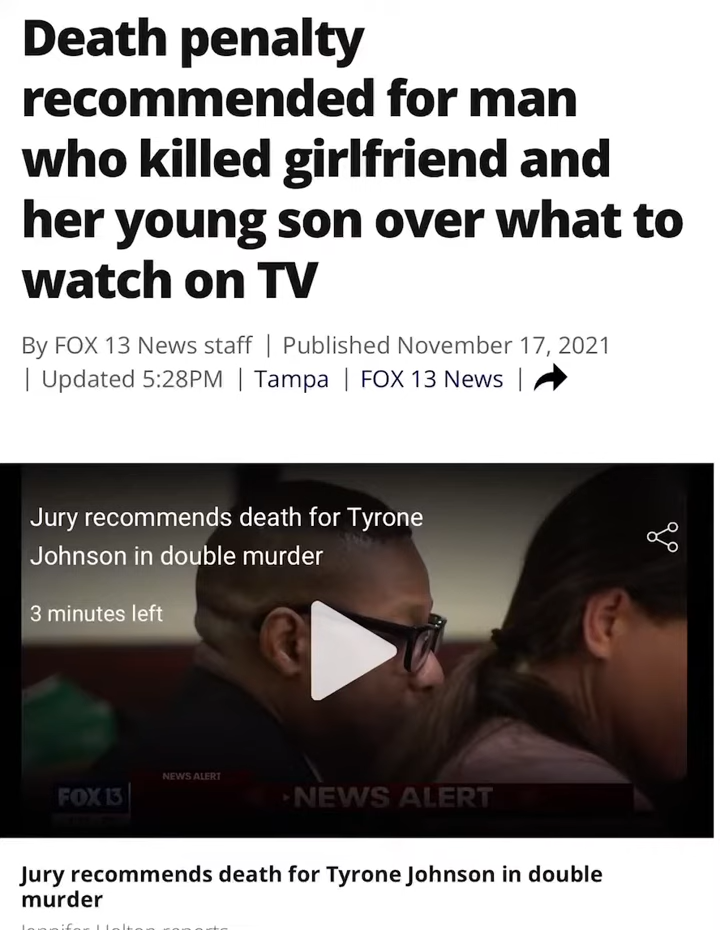 Death penalty
recommended for man
who killed girlfriend and
her young son over what to
watch on TV
By FOX 13 News staff | Published November 17, 2021
| Updated 5:28PM | Tampa | FOX 13 News |
Jury recommends death for Tyrone
Johnson in double murder
3 minutes left
NEWS ALERT
FOX 13
NEWS ALERT
Jury recommends death for Tyrone Johnson in double
murder
Jennifer Holton reports